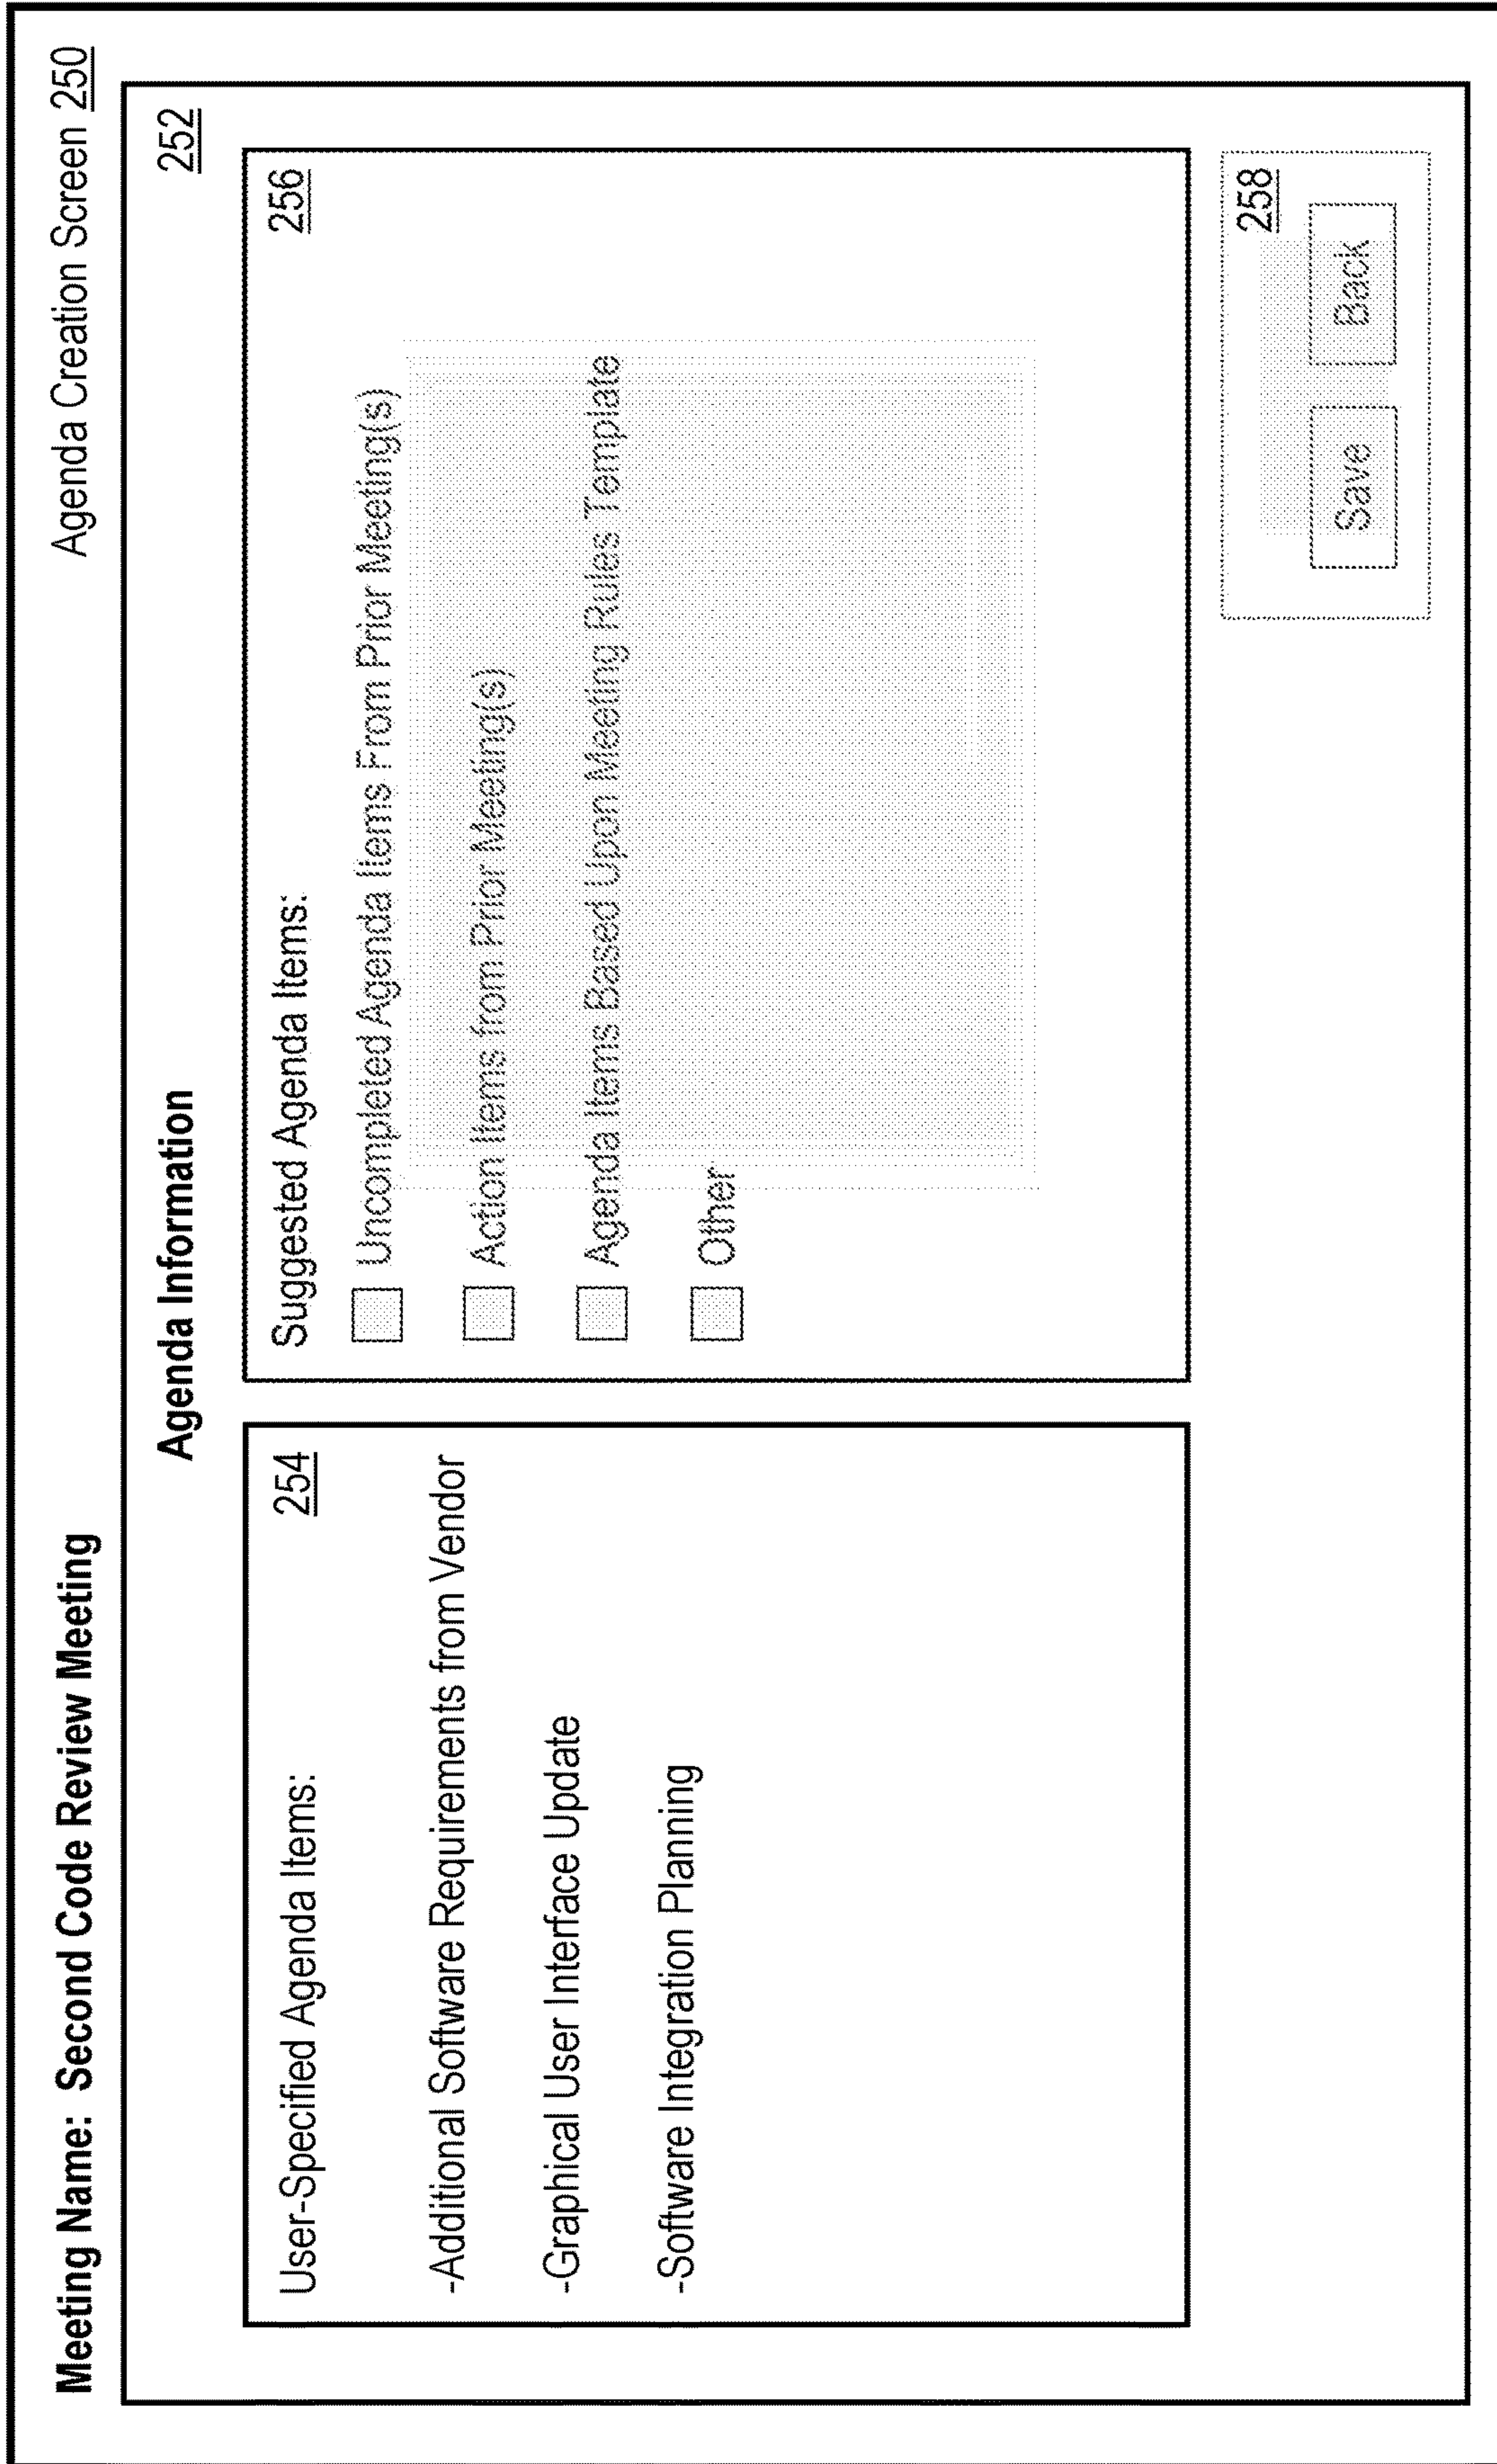 Meeting Name: Second Code Review Meeting
Agenda Creation Screen 250
Agenda Information
252
254
User-Specified Agenda Items:
-Additional Software Requirements from Vendor
-Graphical User Interface Update
-Software Integration Planning
256
Suggested Agenda Items:
Uncompleted Agenda Items From Prior Meeting(s)
Action Items from Prior Meeting(s)
Agenda Items Based Upon Meeting Rules Template
Other
258
Save
Back